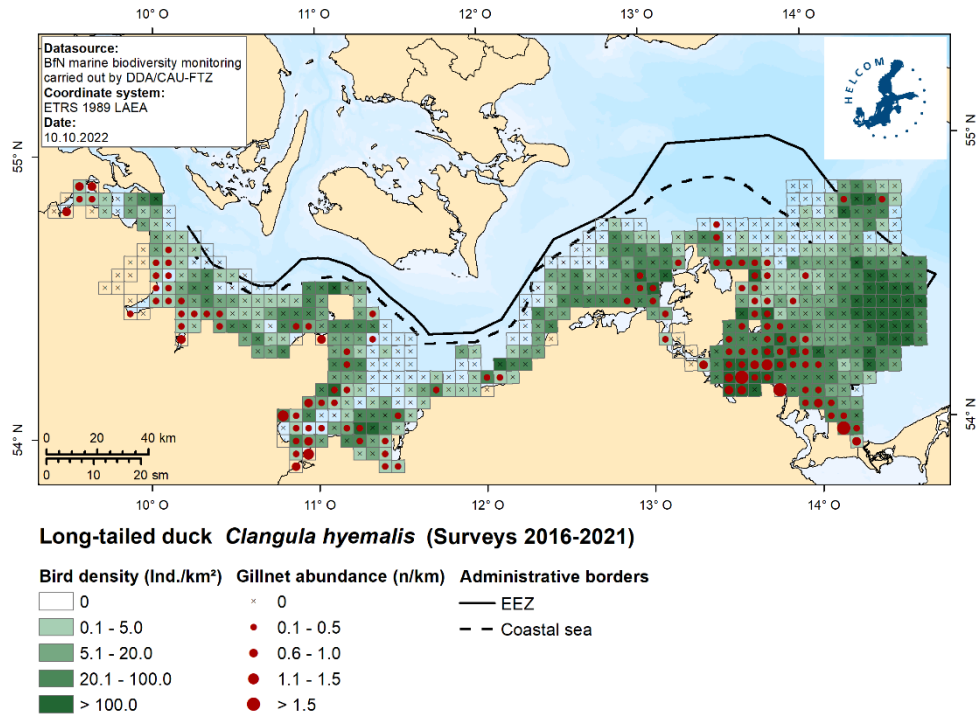 10° O 11° O 12° O 13° O 14° O
Datasource:
BfN marine biodiversity monitoring
carried out by DDA/CAU-FTZ
Coordinate system:
ETRS 1989 LAEA
Date:
10.10.2022
HELCOM
55° N
55° N
54° N
54° N
0 20 40 km
0 10 20 sm
10° O 11° O 12° O 13° O 14° O
Long-tailed duck Clangula hyemalis (Surveys 2016-2021)
Bird density (Ind./km²) Gillnet abundance (n/km) Administrative borders
0 0 EEZ
0.1 - 5.0 0.1 - 0.5 Coastal sea
5.1 - 20.0 0.6 - 1.0
20.1 - 100.0 1.1 - 1.5
> 100.0 > 1.5